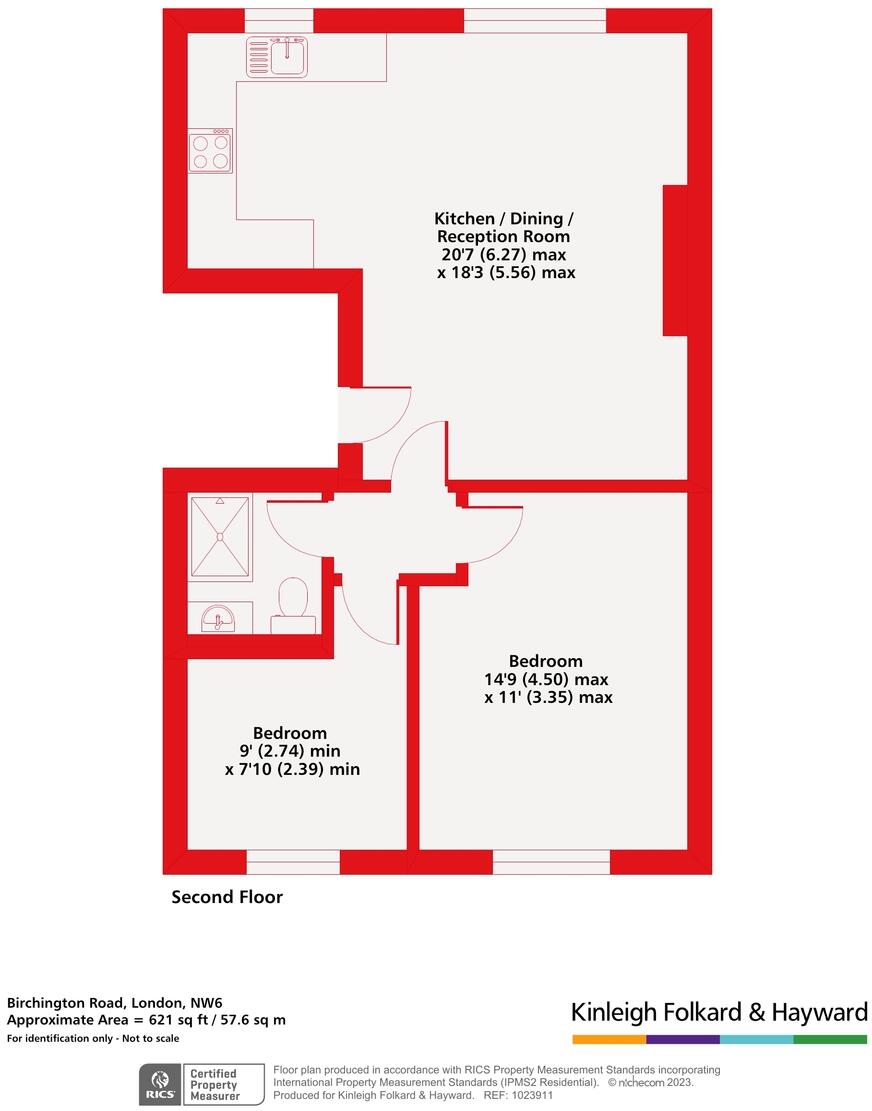 Kitchen / Dining /
Reception Room
20'7 (6.27) max
x 18'3 (5.56) max
Bedroom
14'9 (4.50) max
x 11' (3.35) max
Bedroom
9' (2.74) min
x 7'10 (2.39) min
Second Floor
Birchington Road, London, NW6
Approximate Area = 621 sq ft / 57.6 sq m
For identification only - Not to scale
Kinleigh Folkard & Hayward
RICS
Certified
Property
Measurer
Floor plan produced in accordance with RICS Property Measurement Standards incorporating
International Property Measurement Standards (IPMS2 Residential). © nichecom 2023.
Produced for Kinleigh Folkard & Hayward. REF: 1023911